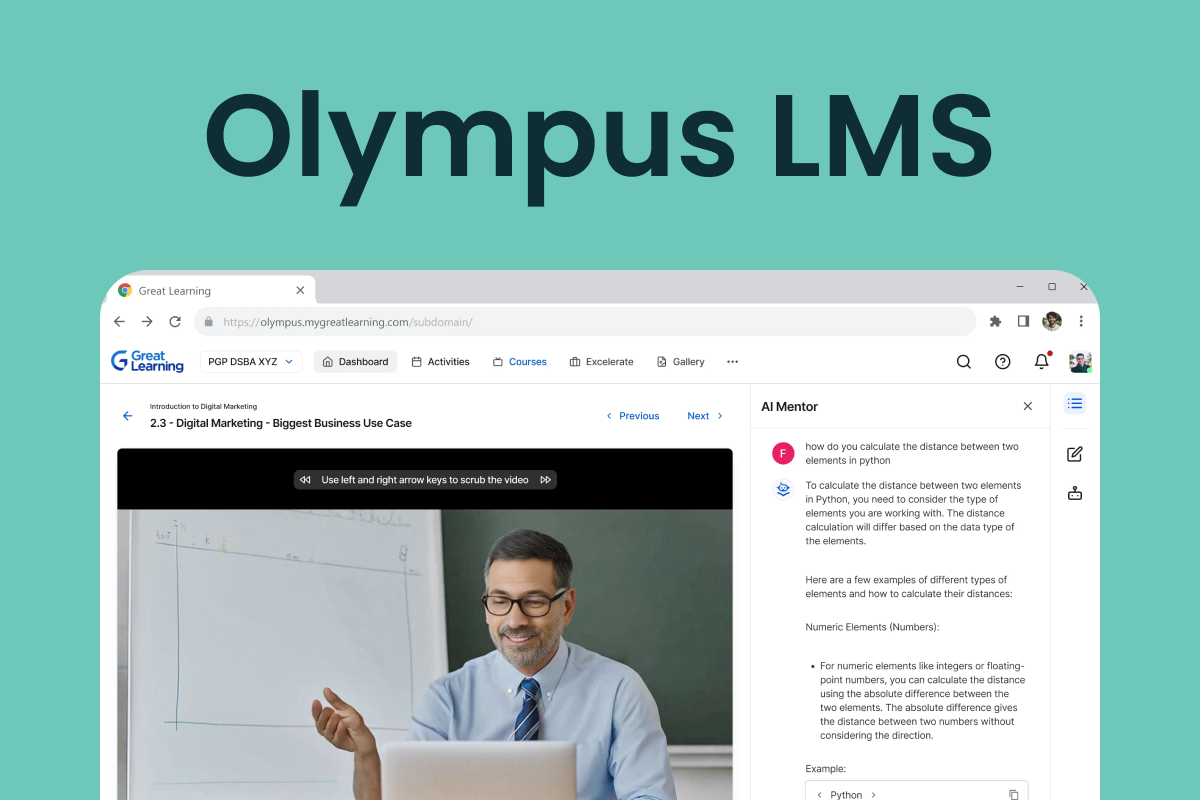 Olympus LMS
Great Learning
https://olympus.mygreatlearning.com/subdomain/
Great
Learning
PGP DSBA XYZ
Dashboard
Activities
Courses
Excelerate
Gallery
Introduction to Digital Marketing
2.3 - Digital Marketing - Biggest Business Use Case
Previous
Next
Use left and right arrow keys to scrub the video
AI Mentor
F
how do you calculate the distance between two
elements in python
To calculate the distance between two elements
in Python, you need to consider the type of
elements you are working with. The distance
calculation will differ based on the data type of
the elements.
Here are a few examples of different types of
elements and how to calculate their distances:
Numeric Elements (Numbers):
• For numeric elements like integers or floating-
point numbers, you can calculate the distance
using the absolute difference between the
two elements. The absolute difference gives
the distance between two numbers without
considering the direction.
Example:
Python